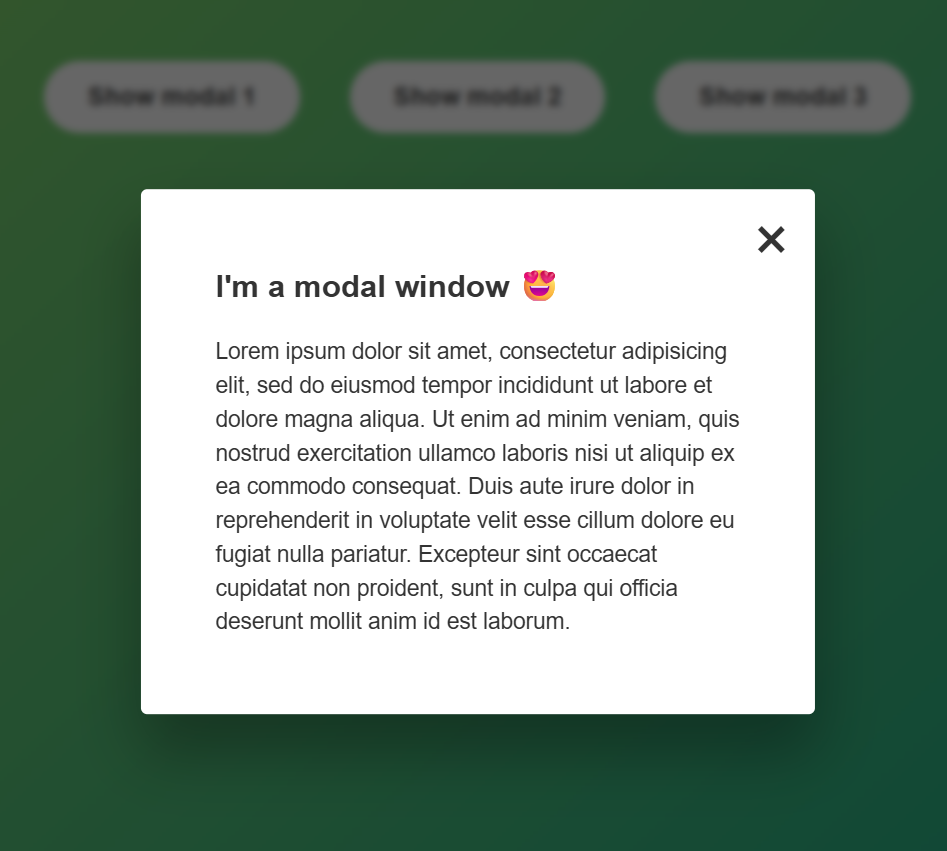 Show modal 1 Show modal 2 Show modal 3
×
I'm a modal window 😍
Lorem ipsum dolor sit amet, consectetur adipisicing
elit, sed do eiusmod tempor incididunt ut labore et
dolore magna aliqua. Ut enim ad minim veniam, quis
nostrud exercitation ullamco laboris nisi ut aliquip ex
ea commodo consequat. Duis aute irure dolor in
reprehenderit in voluptate velit esse cillum dolore eu
fugiat nulla pariatur. Excepteur sint occaecat
cupidatat non proident, sunt in culpa qui officia
deserunt mollit anim id est laborum.